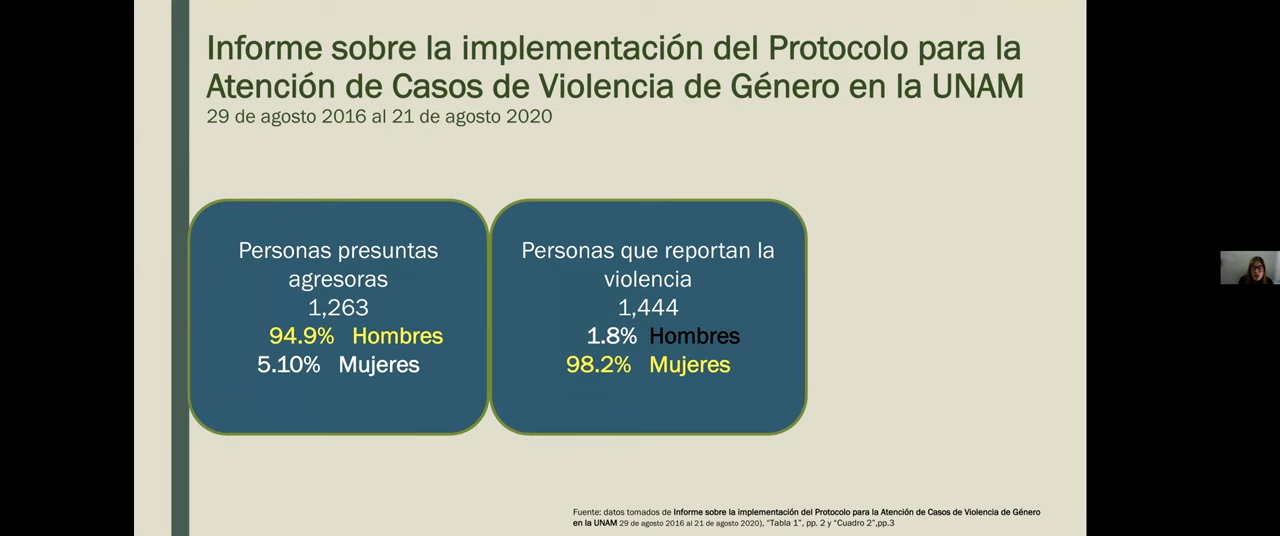 Informe sobre la implementación del Protocolo para la
Atención de Casos de Violencia de Género en la UNAM
29 de agosto 2016 al 21 de agosto 2020
Personas presuntas
agresoras
1,263
94.9% Hombres
5.10% Mujeres
Personas que reportan la
violencia
1,444
1.8% Hombres
98.2% Mujeres
Fuente: datos tomados de Informe sobre la implementación del Protocolo para la Atención de Casos de Violencia de Género
en la UNAM 29 de agosto 2016 al 21 de agosto 2020), "Tabla 1", pp. 2 y "Cuadro 2",pp.3